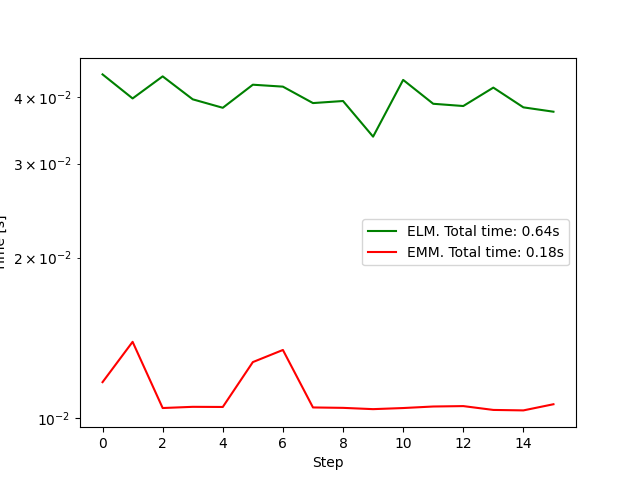 4 × 10⁻²
3 × 10⁻²
2 × 10⁻²
10⁻²
Time [s]
ELM. Total time: 0.64s
EMM. Total time: 0.18s
0 2 4 6 8 10 12 14
Step